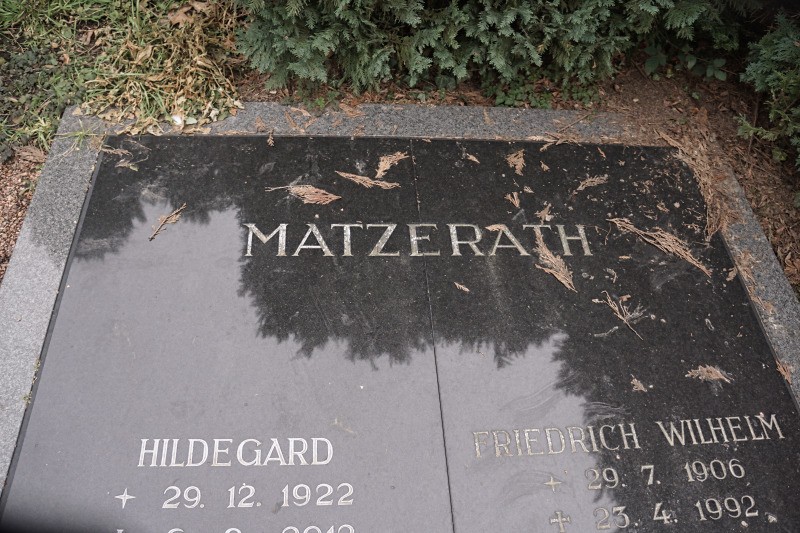 MATZERATH
HILDEGARD
29. 12. 1922
FRIEDRICH WILHELM
29. 7. 1906
23. 4. 1992